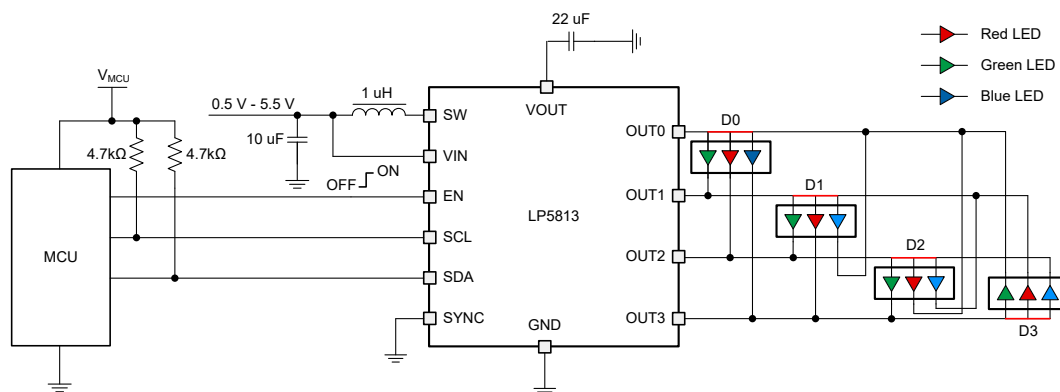 22 uF
Red LED
Green LED
Blue LED
VMCU
0.5 V - 5.5 V
1 uH
10 uF
4.7kΩ
4.7kΩ
OFF
ON
MCU
SW
VIN
EN
SCL
SDA
SYNC
VOUT
LP5813
GND
OUT0
OUT1
OUT2
OUT3
D0
D1
D2
D3